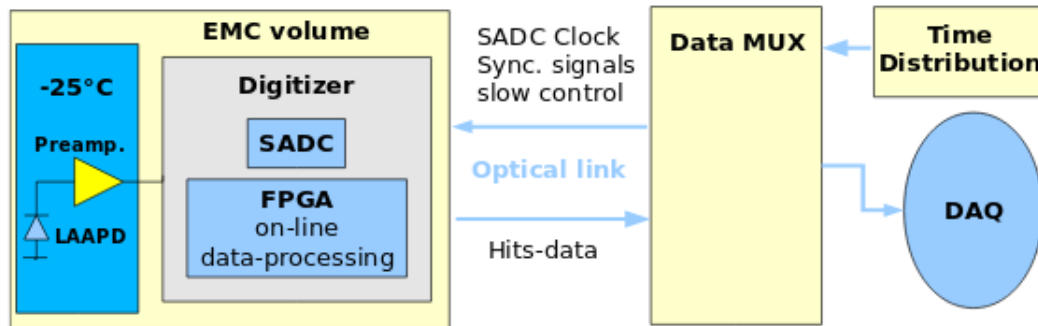 EMC volume
-25°C
Preamp.
LAAPD
Digitizer
SADC
FPGA
on-line
data-processing
SADC Clock
Sync. signals
slow control
Optical link
Hits-data
Data MUX
Time
Distribution
DAQ